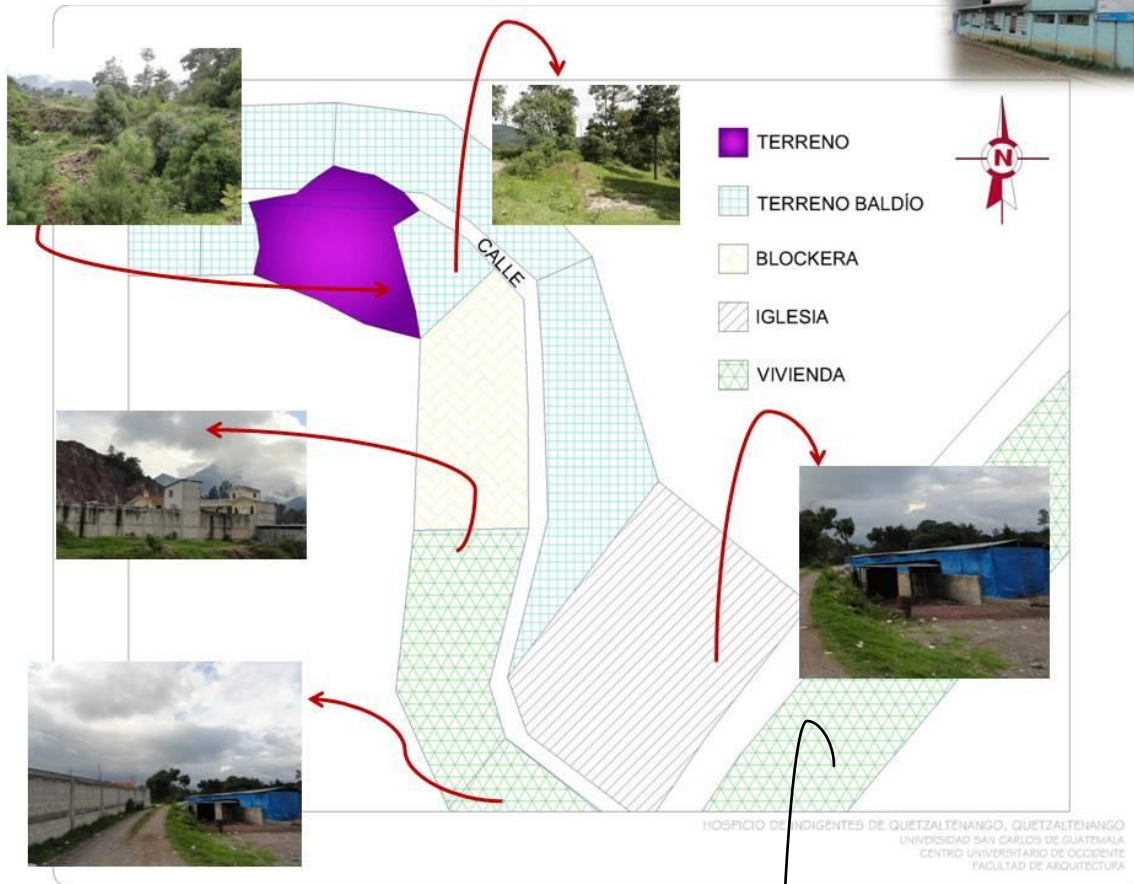 TERRENO
TERRENO BALDÍO
BLOCKERA
IGLESIA
VIVIENDA
N
CALLE
HOSPICIO DE INDIGENTES DE QUETZALTENANGO, QUETZALTENANGO
UNIVERSIDAD SAN CARLOS DE GUATEMALA
CENTRO UNIVERSITARIO DE OCCIDENTE
FACULTAD DE ARQUITECTURA